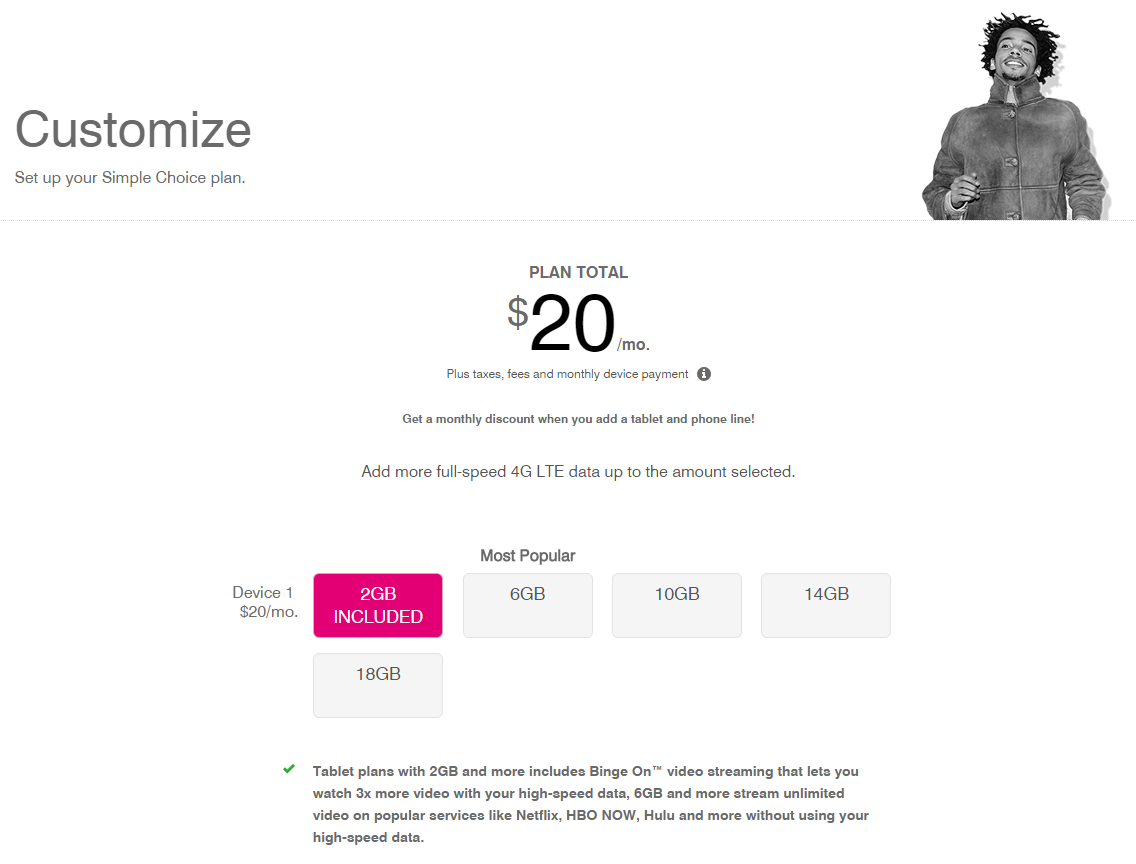 Customize
Set up your Simple Choice plan.
PLAN TOTAL
$20/mo.
Plus taxes, fees and monthly device payment
Get a monthly discount when you add a tablet and phone line!
Add more full-speed 4G LTE data up to the amount selected.
Most Popular
Device 1
$20/mo.
2GB
INCLUDED
6GB
10GB
14GB
18GB
Tablet plans with 2GB and more includes Binge On™ video streaming that lets you
watch 3x more video with your high-speed data, 6GB and more stream unlimited
video on popular services like Netflix, HBO NOW, Hulu and more without using your
high-speed data.